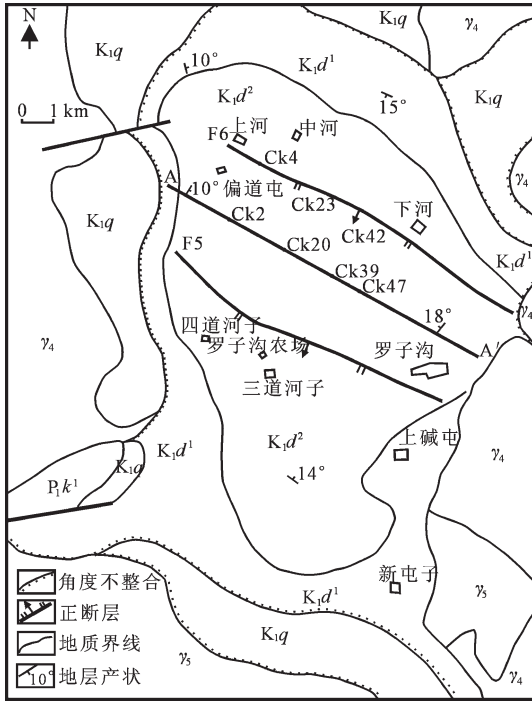 N
0 1 km
K₁q
K₁d¹
γ₄
10°
K₁d²
15°
K₁q
F6
上河
中河
Ck4
γ₄
A
10°
偏道屯
Ck23
K₁q
Ck2
Ck42
下河
F5
Ck20
K₁d¹
Ck39
Ck47
γ₄
18°
γ₄
四道河子
罗子沟农场
罗子沟
A′
三道河子
K₁d²
上碱屯
γ₄
K₁d¹
K₁q
P₁k¹
14°
角度不整合
正断层
地质界线
10°
地层产状
新屯子
K₁d¹
K₁q
γ₅
γ₅
γ₄